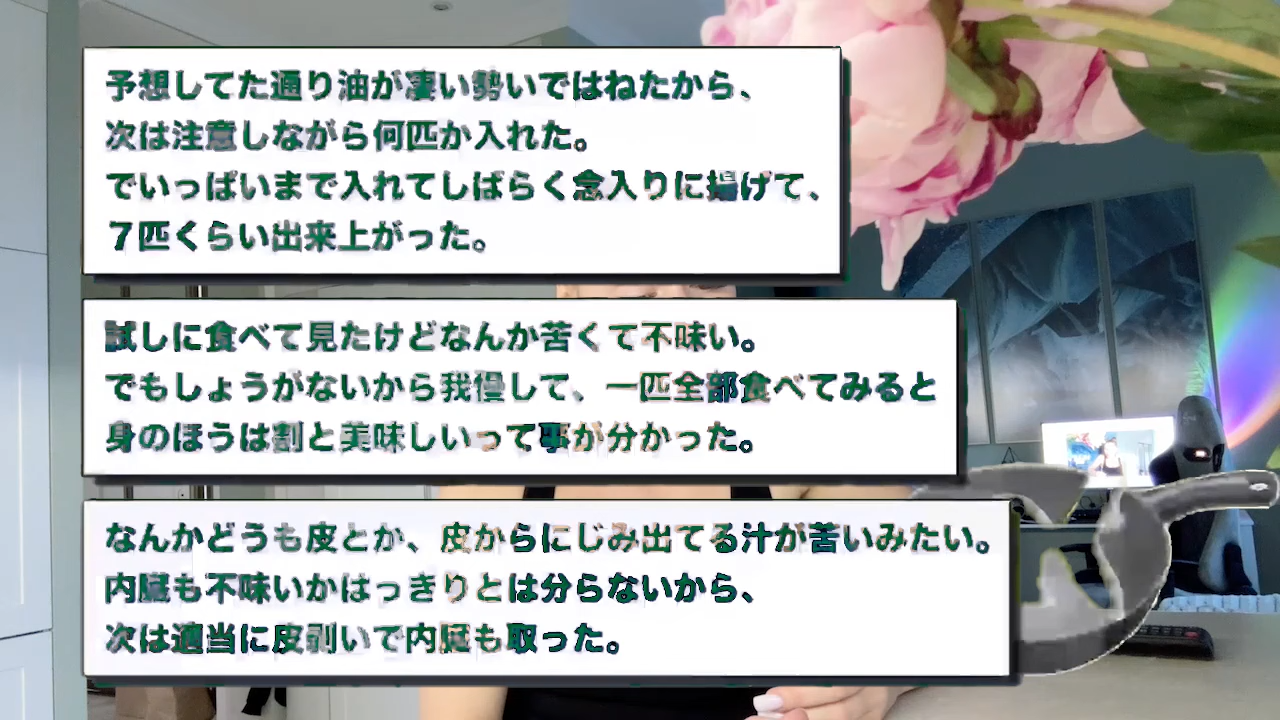 予想してた通り油が凄い勢いではねたから、
次は注意しながら何匹か入れた。
でいっぱいまで入れてしばらく念入りに揚げて、
７匹くらい出来上がった。
試しに食べて見たけどなんか苦くて不味い。
でもしょうがないから我慢して、一匹全部食べてみると
身のほうは割と美味しいって事が分かった。
なんかどうも皮とか、皮からにじみ出てる汁が苦いみたい。
内臓も不味いかはっきりとは分らないから、
次は適当に皮剥いで内臓も取った。